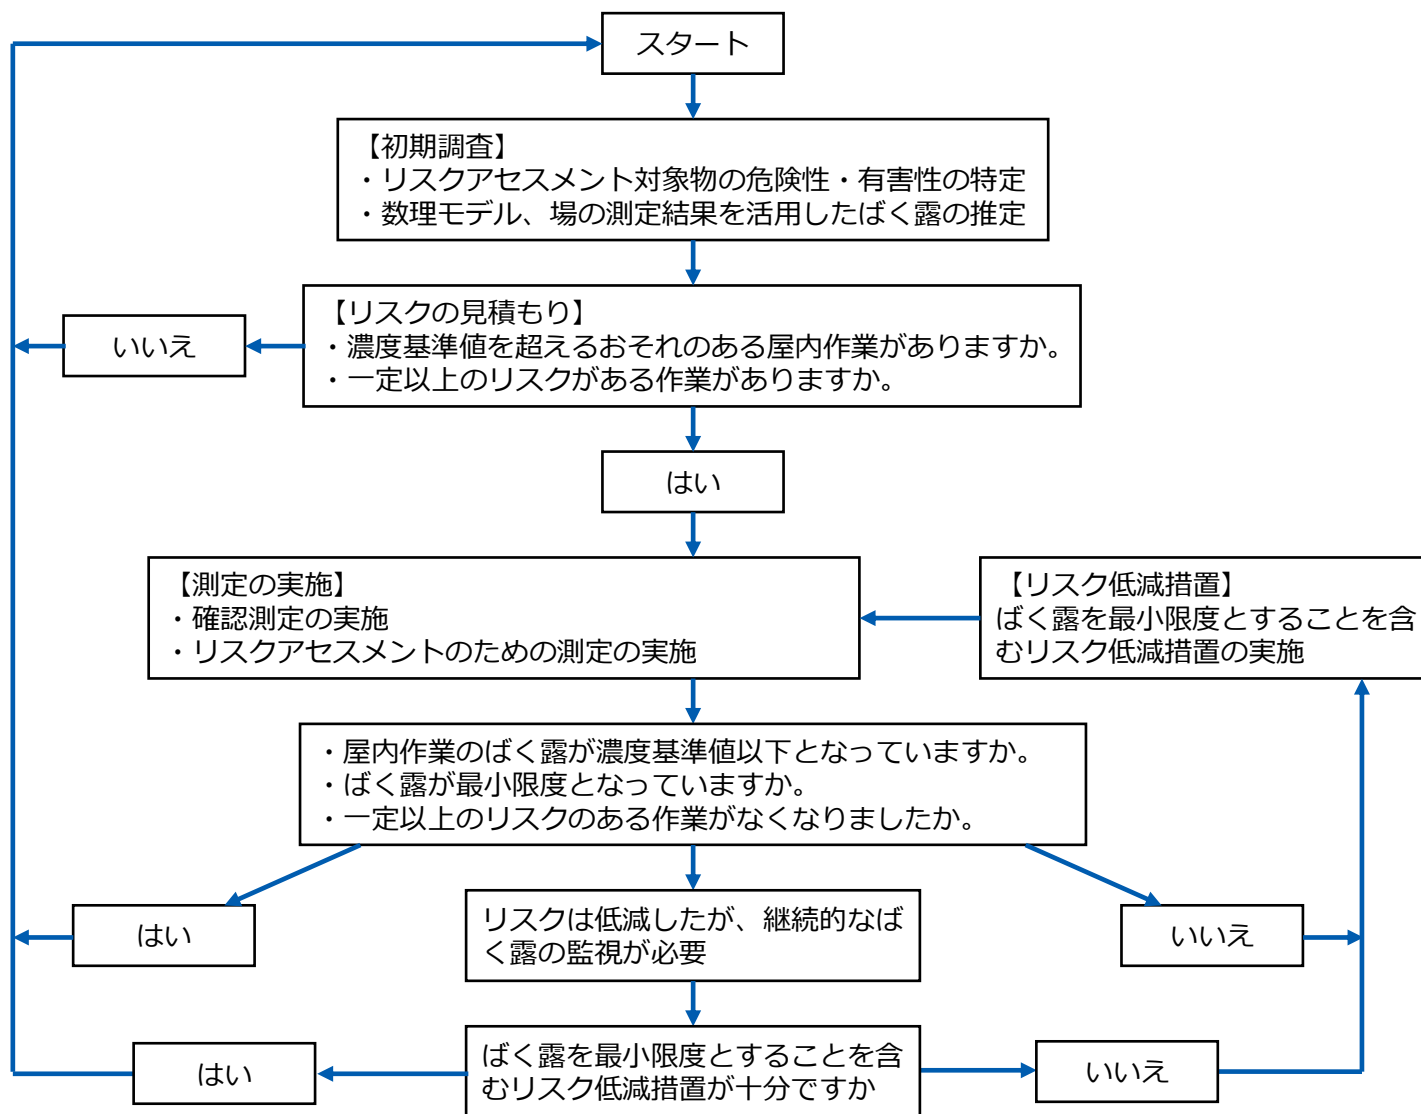 スタート
【初期調査】
・リスクアセスメント対象物の危険性・有害性の特定
・数理モデル、場の測定結果を活用したばく露の推定
いいえ
【リスクの見積もり】
・濃度基準値を超えるおそれのある屋内作業がありますか。
・一定以上のリスクがある作業がありますか。
はい
【測定の実施】
・確認測定の実施
・リスクアセスメントのための測定の実施
【リスク低減措置】
ばく露を最小限度とすることを含
むリスク低減措置の実施
・屋内作業のばく露が濃度基準値以下となっていますか。
・ばく露が最小限度となっていますか。
・一定以上のリスクのある作業がなくなりましたか。
はい
リスクは低減したが、継続的なば
く露の監視が必要
いいえ
はい
ばく露を最小限度とすることを含
むリスク低減措置が十分ですか
いいえ